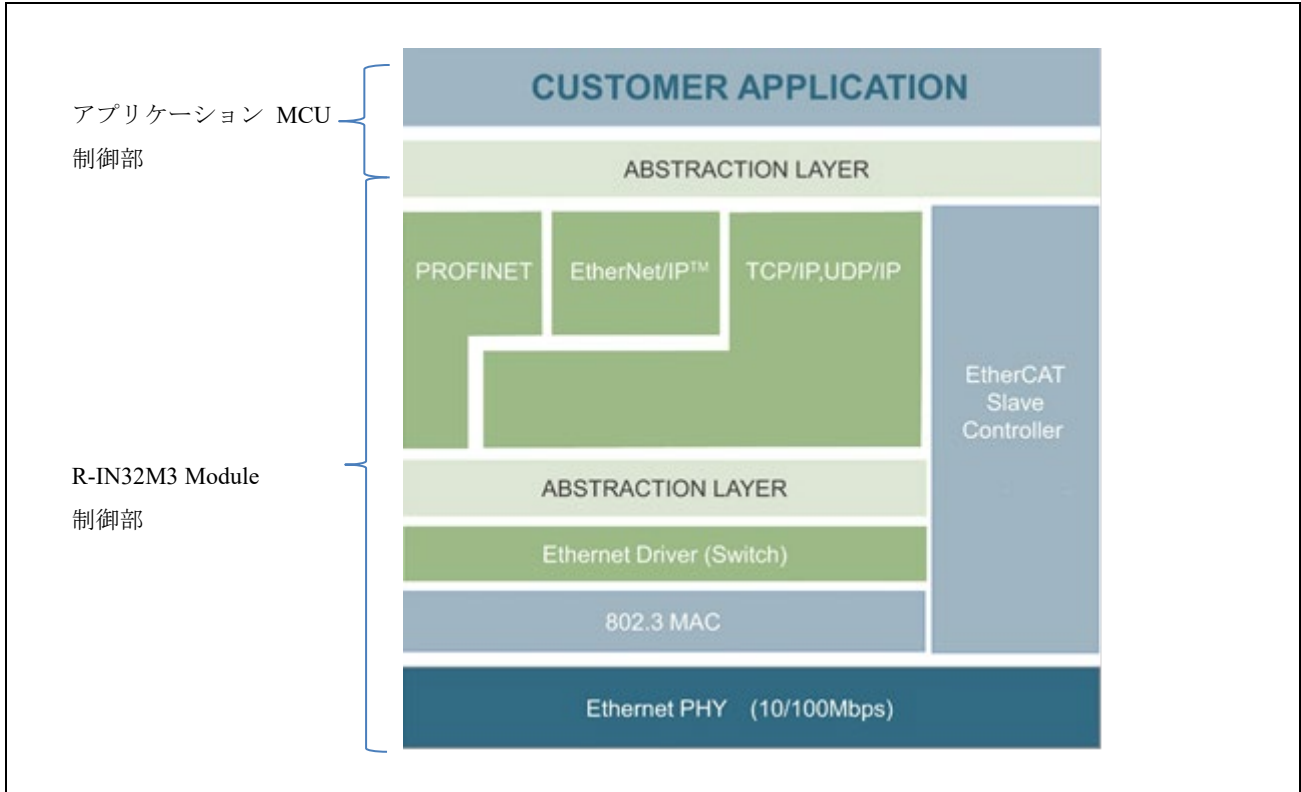 CUSTOMER APPLICATION
アプリケーション MCU
制御部
ABSTRACTION LAYER
PROFINET
EtherNet/IP™
TCP/IP,UDP/IP
EtherCAT
Slave
Controller
R-IN32M3 Module
制御部
ABSTRACTION LAYER
Ethernet Driver (Switch)
802.3 MAC
Ethernet PHY (10/100Mbps)